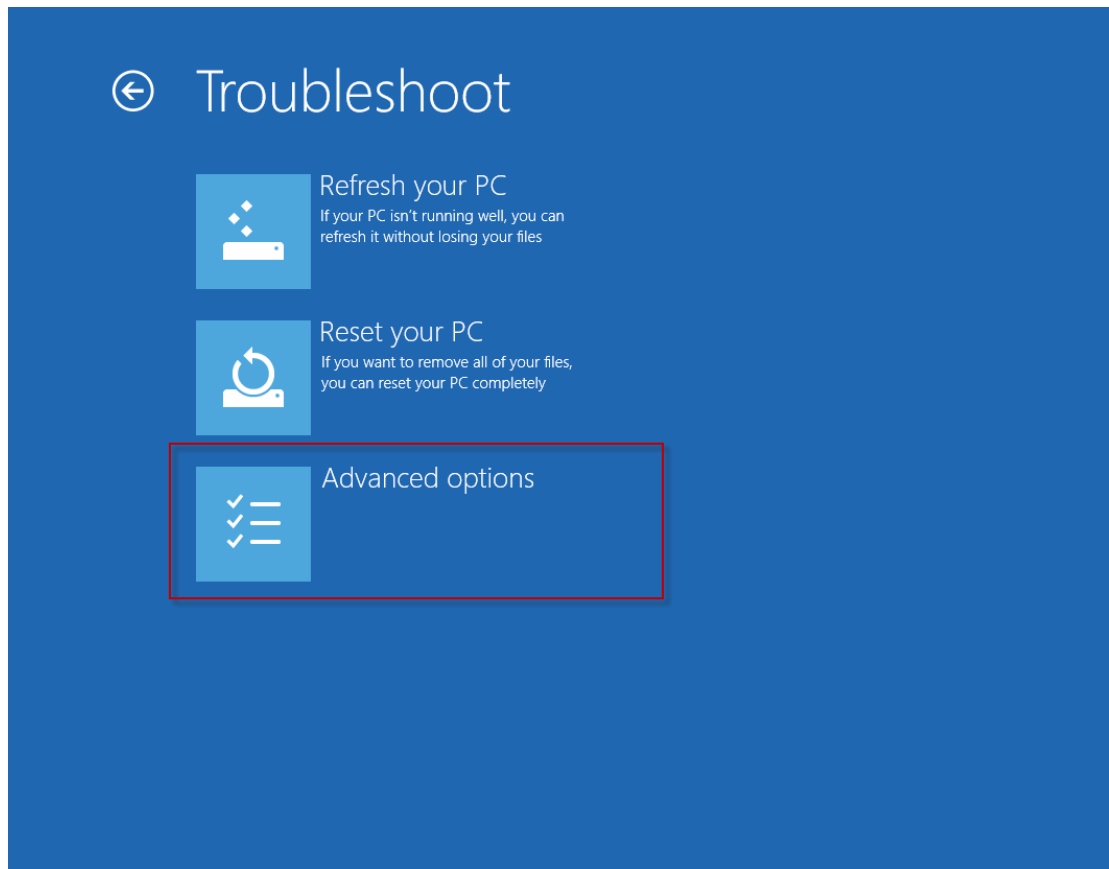 Troubleshoot
Refresh your PC
If your PC isn’t running well, you can
refresh it without losing your files
Reset your PC
If you want to remove all of your files,
you can reset your PC completely
Advanced options